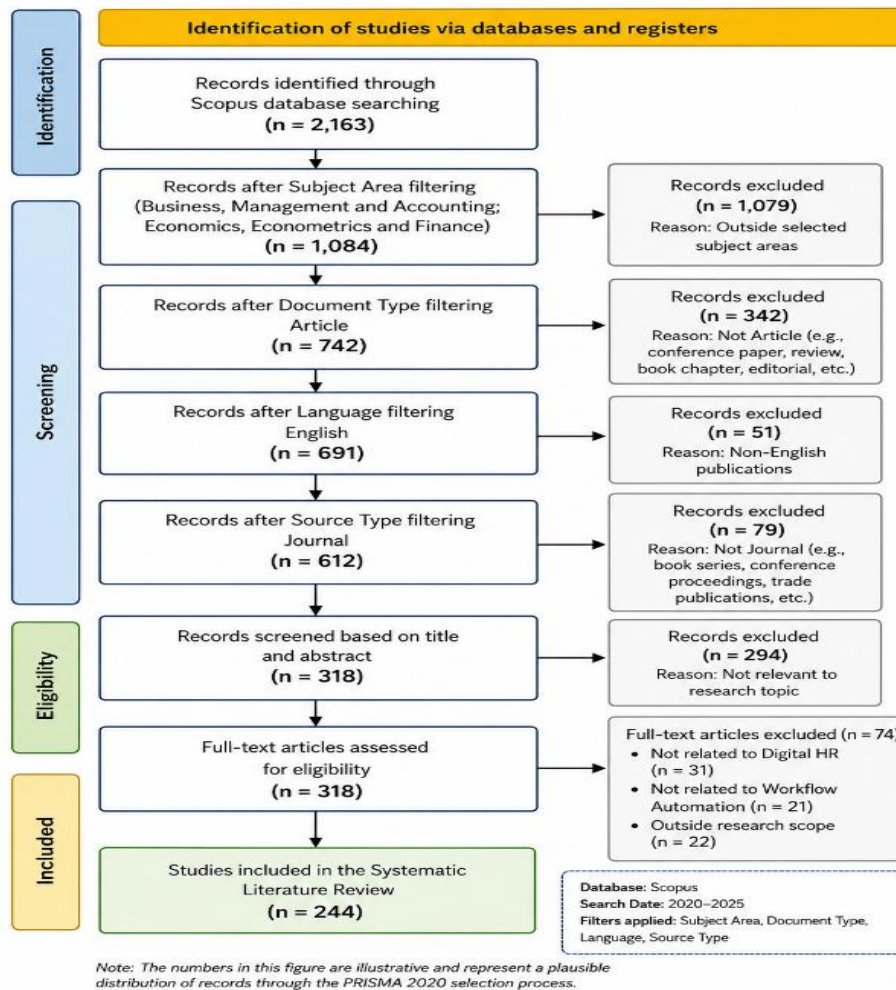 Identification of studies via databases and registers
Identification
Records identified through
Scopus database searching
(n = 2,163)
Screening
Records after Subject Area filtering
(Business, Management and Accounting;
Economics, Econometrics and Finance)
(n = 1,084)
Records excluded
(n = 1,079)
Reason: Outside selected
subject areas
Records after Document Type filtering
Article
(n = 742)
Records excluded
(n = 342)
Reason: Not Article (e.g.,
conference paper, review,
book chapter, editorial, etc.)
Records after Language filtering
English
(n = 691)
Records excluded
(n = 51)
Reason: Non-English
publications
Records after Source Type filtering
Journal
(n = 612)
Records excluded
(n = 79)
Reason: Not Journal (e.g.,
book series, conference
proceedings, trade
publications, etc.)
Eligibility
Records screened based on title
and abstract
(n = 318)
Records excluded
(n = 294)
Reason: Not relevant to
research topic
Full-text articles assessed
for eligibility
(n = 318)
Full-text articles excluded (n = 74)
• Not related to Digital HR
(n = 31)
• Not related to Workflow
Automation (n = 21)
• Outside research scope
(n = 22)
Included
Studies included in the Systematic
Literature Review
(n = 244)
Database: Scopus
Search Date: 2020–2025
Filters applied: Subject Area, Document Type,
Language, Source Type
Note: The numbers in this figure are illustrative and represent a plausible
distribution of records through the PRISMA 2020 selection process.